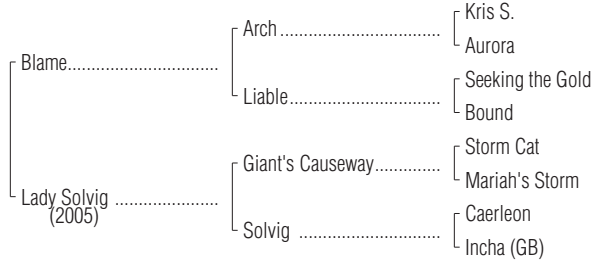 Kris S.
Arch
Aurora
Blame
Seeking the Gold
Liable
Bound
Storm Cat
Giant's Causeway
Mariah's Storm
Lady Solvig
(2005)
Caerleon
Solvig
Incha (GB)